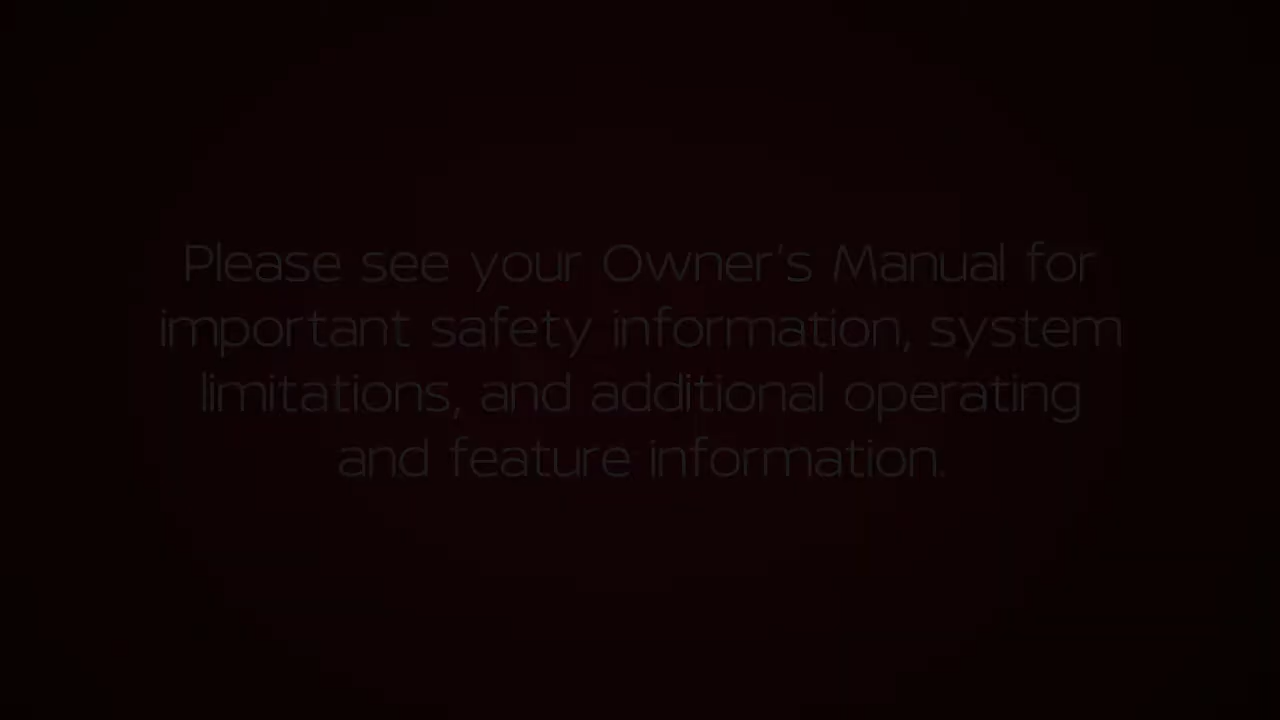 Please see your Owner's Manual for
important safety information, system
limitations, and additional operating
and feature information.